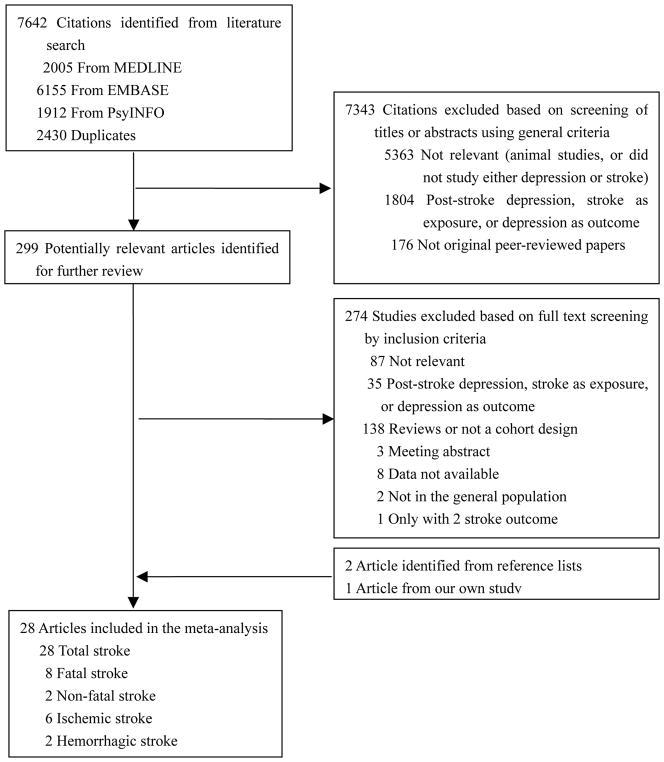 7642 Citations identified from literature
search
2005 From MEDLINE
6155 From EMBASE
1912 From PsyINFO
2430 Duplicates
7343 Citations excluded based on screening of
titles or abstracts using general criteria
5363 Not relevant (animal studies, or did
not study either depression or stroke)
1804 Post-stroke depression, stroke as
exposure, or depression as outcome
176 Not original peer-reviewed papers
299 Potentially relevant articles identified
for further review
274 Studies excluded based on full text screening
by inclusion criteria
87 Not relevant
35 Post-stroke depression, stroke as exposure,
or depression as outcome
138 Reviews or not a cohort design
3 Meeting abstract
8 Data not available
2 Not in the general population
1 Only with 2 stroke outcome
2 Article identified from reference lists
1 Article from our own study
28 Articles included in the meta-analysis
28 Total stroke
8 Fatal stroke
2 Non-fatal stroke
6 Ischemic stroke
2 Hemorrhagic stroke